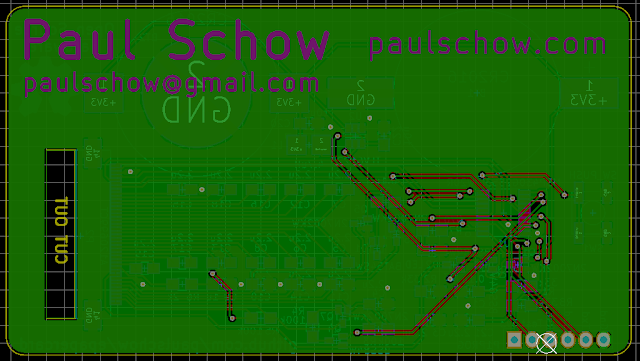 Paul Schow
paulschow.com
paulschow@gmail.com
2
GND
+3V3
2
GND
1
+3V3
+3V3
CUT OUT